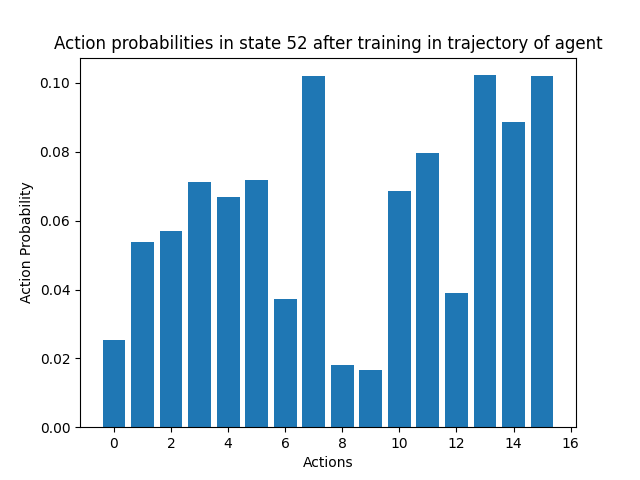 Action probabilities in state 52 after training in trajectory of agent
0.10
0.08
0.06
0.04
0.02
0.00
Action Probability
0 2 4 6 8 10 12 14 16
Actions